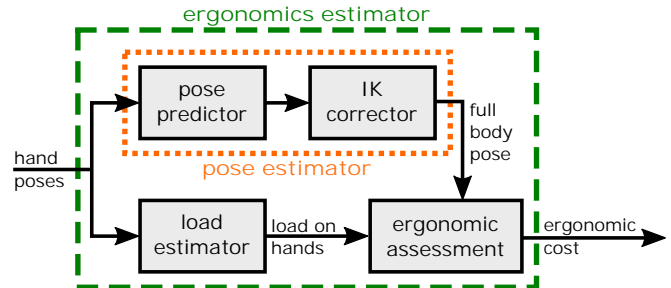 ergonomics estimator
pose
predictor
IK
corrector
full
body
pose
hand
poses
pose estimator
load
estimator
load on
hands
ergonomic
assessment
ergonomic
cost